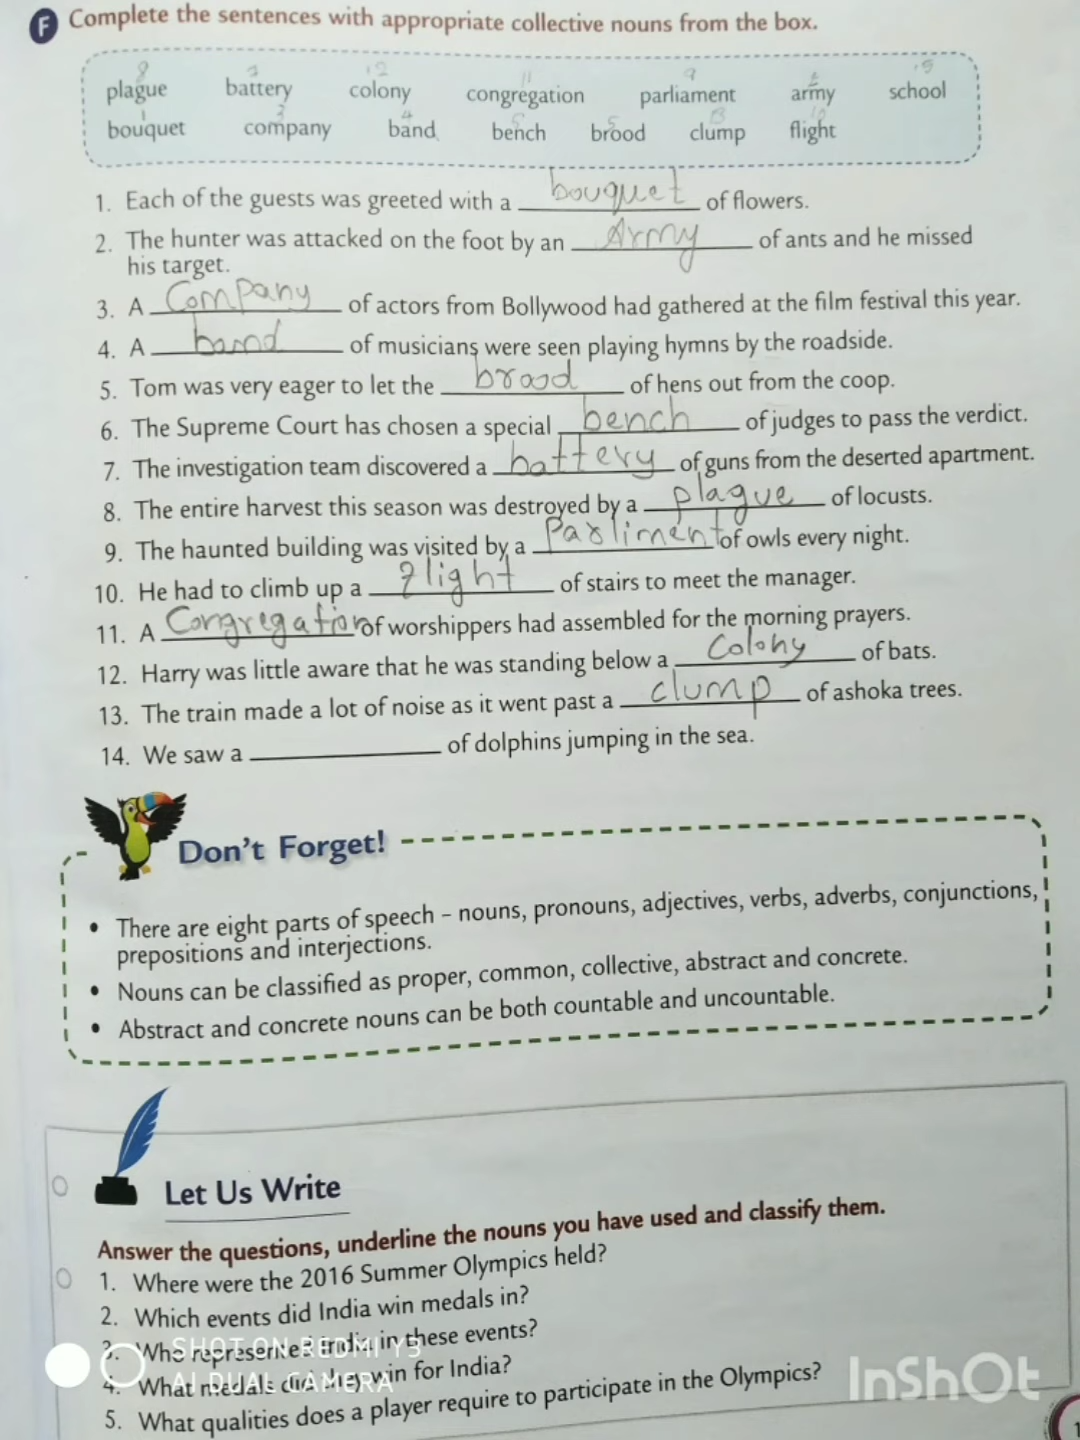 F Complete the sentences with appropriate collective nouns from the box.
8 7 12 11 9 2 15
plague battery colony congregation parliament army school
1 3 4 6 5 13 10
bouquet company band bench brood clump flight
1. Each of the guests was greeted with a bouquet of flowers.
2. The hunter was attacked on the foot by an Army of ants and he missed
his target.
3. A Company of actors from Bollywood had gathered at the film festival this year.
4. A band of musicians were seen playing hymns by the roadside.
5. Tom was very eager to let the brood of hens out from the coop.
6. The Supreme Court has chosen a special bench of judges to pass the verdict.
7. The investigation team discovered a battery of guns from the deserted apartment.
8. The entire harvest this season was destroyed by a plague of locusts.
9. The haunted building was visited by a Parliment of owls every night.
10. He had to climb up a flight of stairs to meet the manager.
11. A Congregation of worshippers had assembled for the morning prayers.
12. Harry was little aware that he was standing below a Colony of bats.
13. The train made a lot of noise as it went past a clump of ashoka trees.
14. We saw a of dolphins jumping in the sea.
Don't Forget!
• There are eight parts of speech – nouns, pronouns, adjectives, verbs, adverbs, conjunctions,
prepositions and interjections.
• Nouns can be classified as proper, common, collective, abstract and concrete.
• Abstract and concrete nouns can be both countable and uncountable.
Let Us Write
Answer the questions, underline the nouns you have used and classify them.
1. Where were the 2016 Summer Olympics held?
2. Which events did India win medals in?
3. Who represented India in these events?
4. What medals did they win for India?
5. What qualities does a player require to participate in the Olympics?
SHOT ON REDMI Y3
AI DUAL CAMERA
InShOt
1